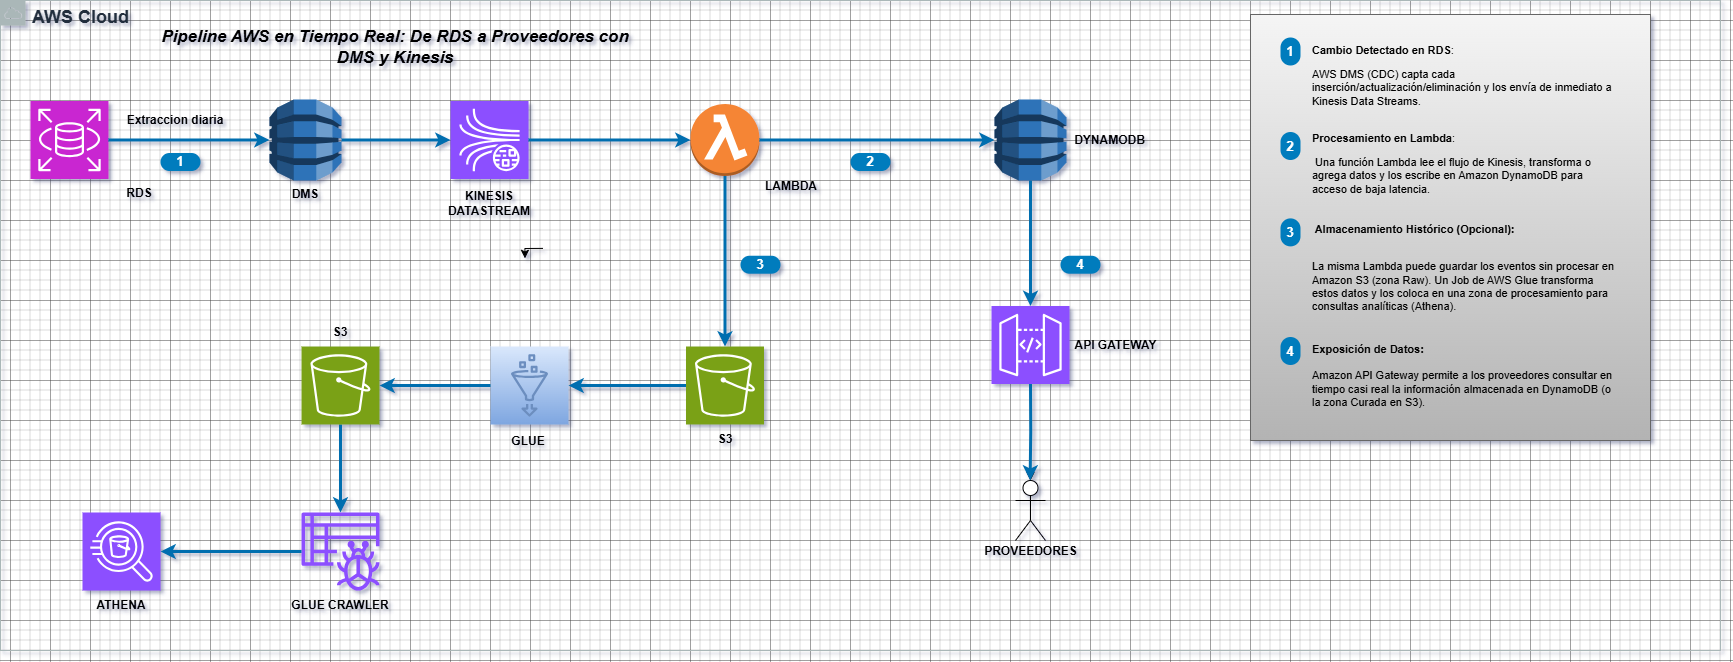 AWS Cloud
Pipeline AWS en Tiempo Real: De RDS a Proveedores con
DMS y Kinesis
Extraccion diaria
1
RDS
DMS
KINESIS
DATASTREAM
LAMBDA
2
DYNAMODB
3
4
S3
GLUE
S3
API GATEWAY
PROVEEDORES
ATHENA
GLUE CRAWLER
1
Cambio Detectado en RDS:
AWS DMS (CDC) capta cada
inserción/actualización/eliminación y los envía de inmediato a
Kinesis Data Streams.
2
Procesamiento en Lambda:
Una función Lambda lee el flujo de Kinesis, transforma o
agrega datos y los escribe en Amazon DynamoDB para
acceso de baja latencia.
3
Almacenamiento Histórico (Opcional):
La misma Lambda puede guardar los eventos sin procesar en
Amazon S3 (zona Raw). Un Job de AWS Glue transforma
estos datos y los coloca en una zona de procesamiento para
consultas analíticas (Athena).
4
Exposición de Datos:
Amazon API Gateway permite a los proveedores consultar en
tiempo casi real la información almacenada en DynamoDB (o
la zona Curada en S3).